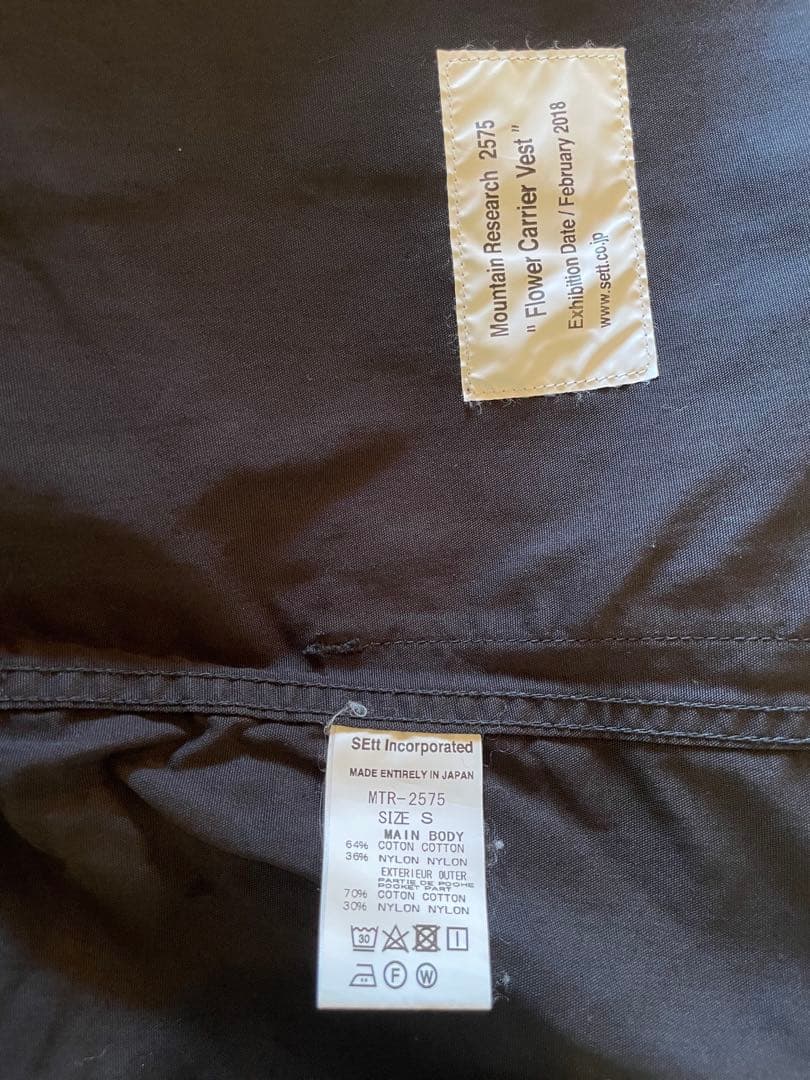 Mountain Research 2575
" Flower Carrier Vest "
Exhibition Date / February 2018
www.sett.co.jp
SEtt Incorporated
MADE ENTIRELY IN JAPAN
MTR-2575
SIZE S
MAIN BODY
64% COTON COTTON
36% NYLON NYLON
EXTERIEUR OUTER
PARTIE DE POCHE
POCKET PART
70% COTON COTTON
30% NYLON NYLON
30
F W